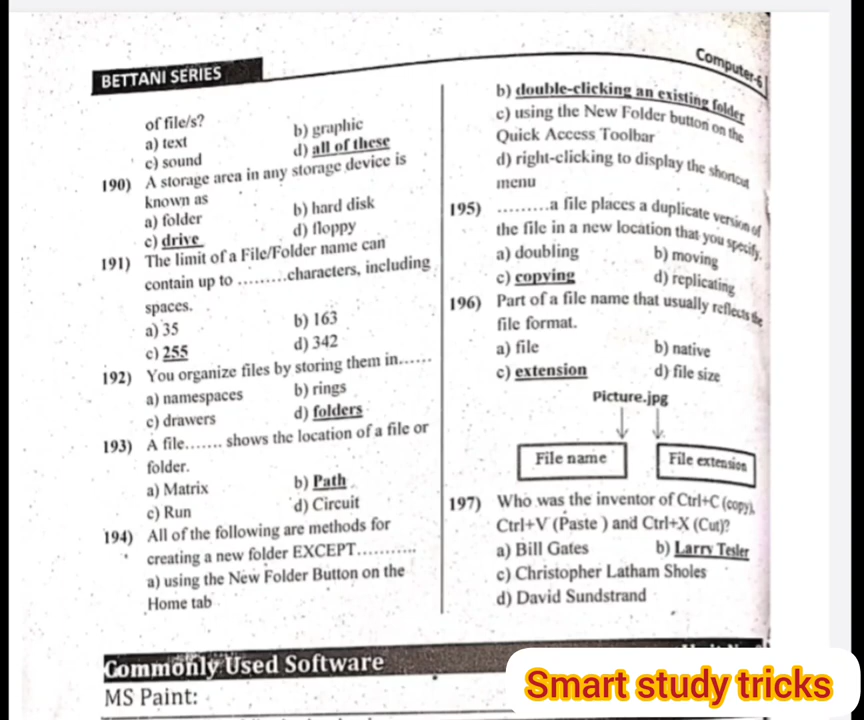 Computer-6
BETTANI SERIES
of file/s?
a) text b) graphic
c) sound d) all of these
190) A storage area in any storage device is
known as
a) folder b) hard disk
c) drive d) floppy
191) The limit of a File/Folder name can
contain up to .........characters, including
spaces.
a) 35 b) 163
c) 255 d) 342
192) You organize files by storing them in......
a) namespaces b) rings
c) drawers d) folders
193) A file....... shows the location of a file or
folder.
a) Matrix b) Path
c) Run d) Circuit
194) All of the following are methods for
creating a new folder EXCEPT............
a) using the New Folder Button on the
Home tab
b) double-clicking an existing folder
c) using the New Folder button on the
Quick Access Toolbar
d) right-clicking to display the shortcut
menu
195) .........a file places a duplicate version of
the file in a new location that you specify.
a) doubling b) moving
c) copying d) replicating
196) Part of a file name that usually reflects the
file format.
a) file b) native
c) extension d) file size
Picture.jpg
File name File extension
197) Who was the inventor of Ctrl+C (copy),
Ctrl+V (Paste ) and Ctrl+X (Cut)?
a) Bill Gates b) Larry Tesler
c) Christopher Latham Sholes
d) David Sundstrand
Commonly Used Software
MS Paint:
Smart study tricks